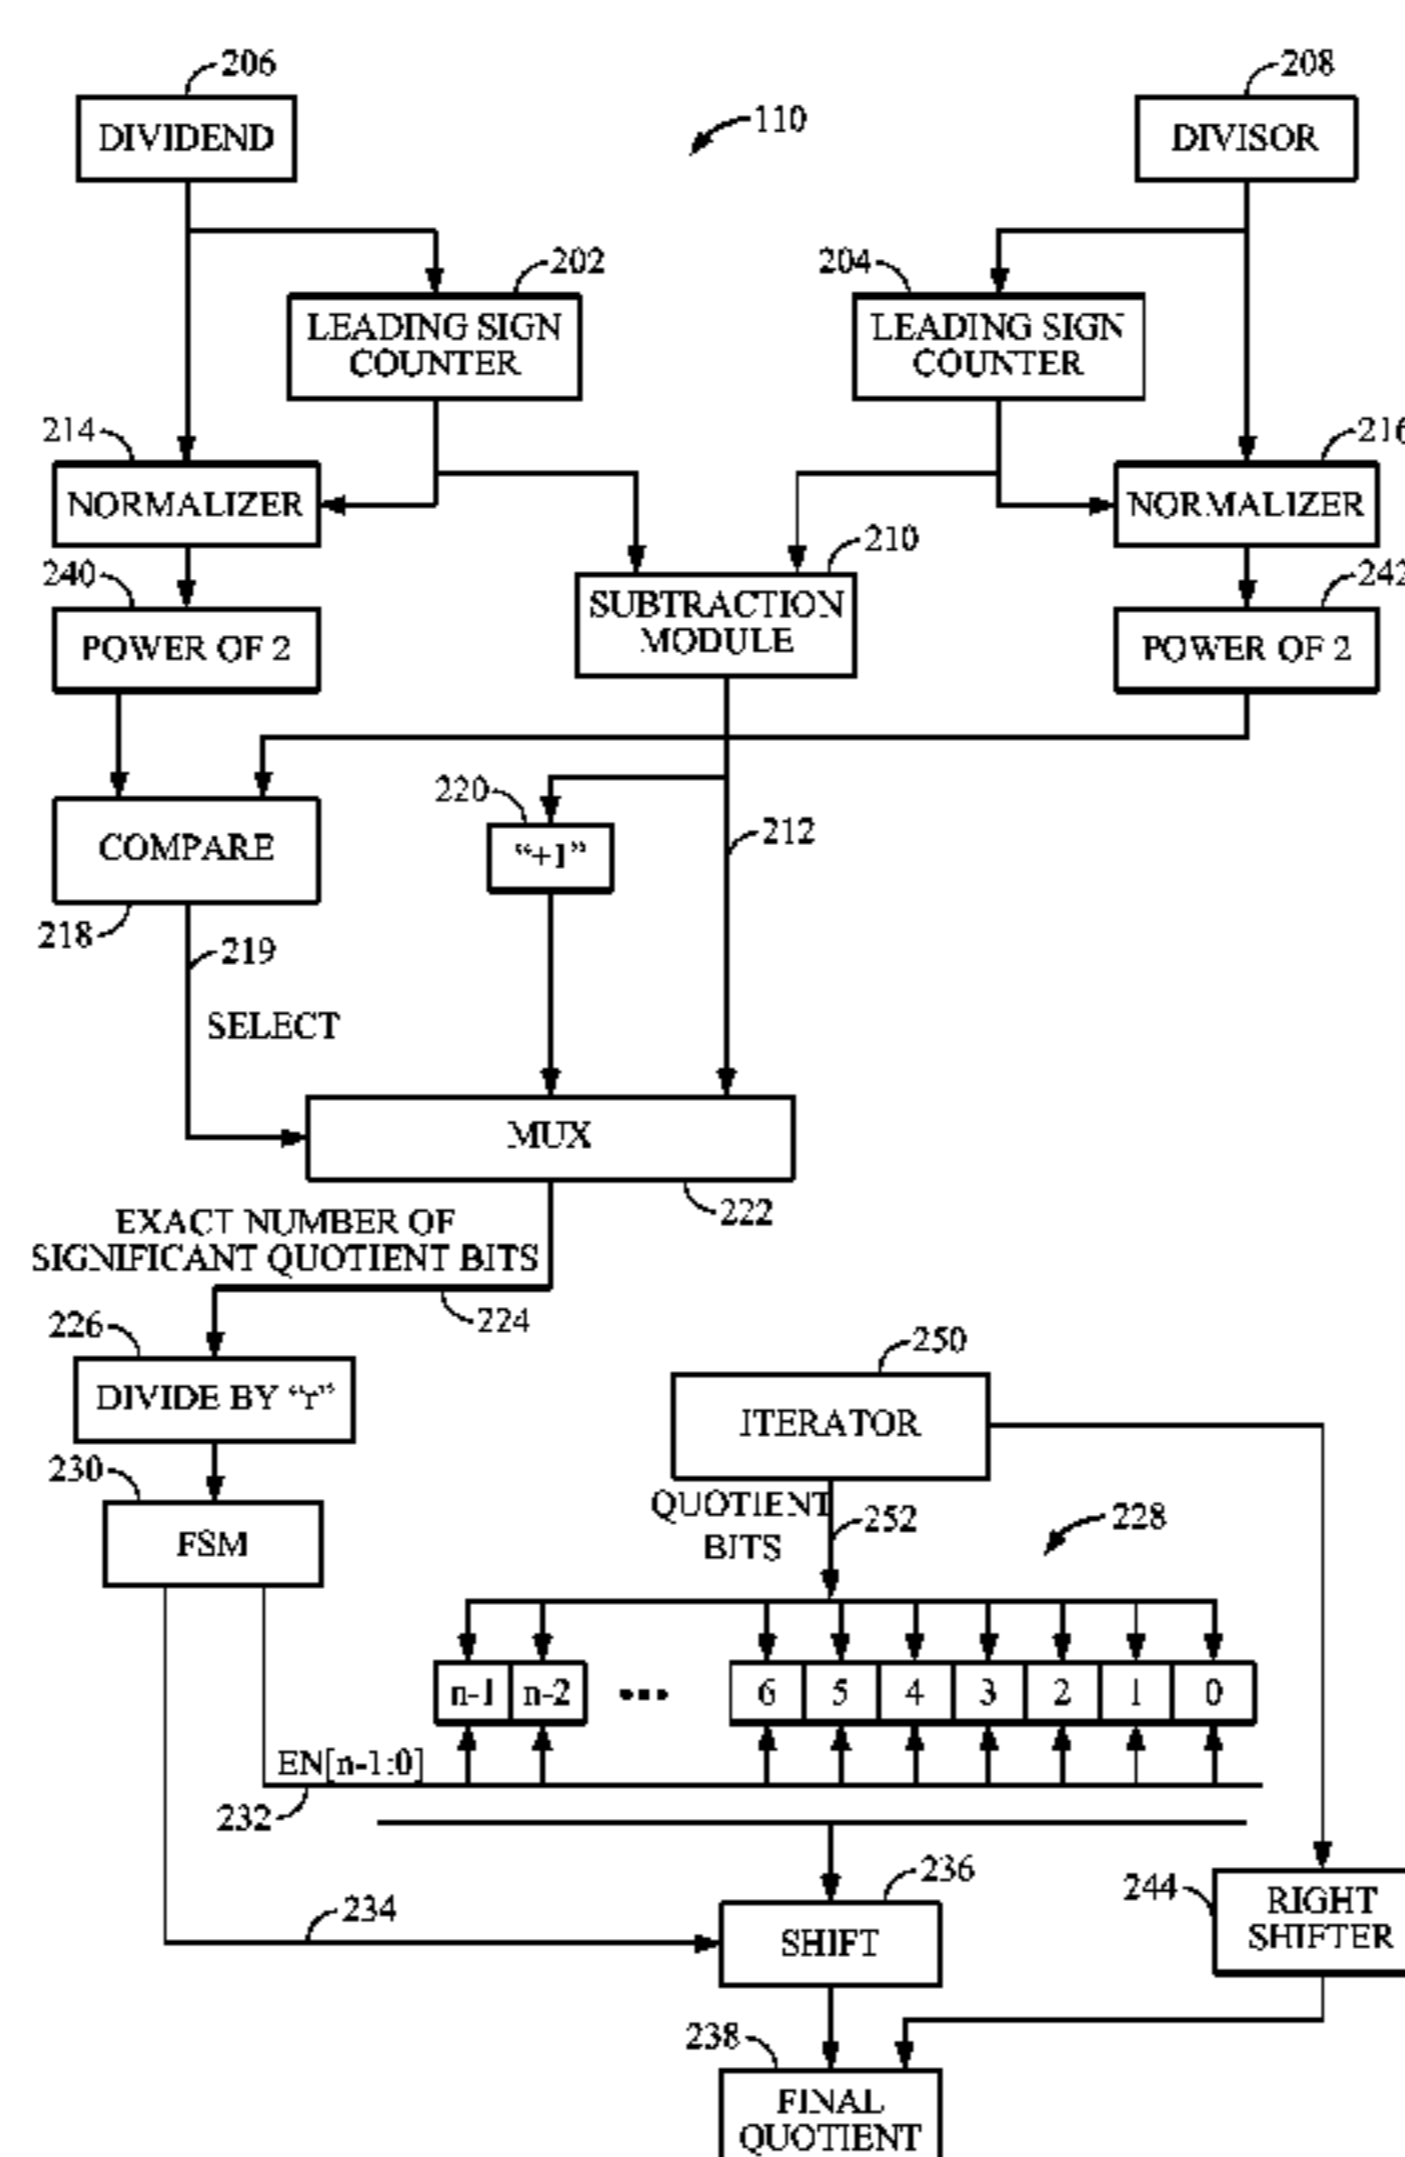 206
208
DIVIDEND
110
DIVISOR
202
204
LEADING SIGN
COUNTER
LEADING SIGN
COUNTER
214
216
NORMALIZER
NORMALIZER
210
240
242
SUBTRACTION
MODULE
POWER OF 2
POWER OF 2
220
212
COMPARE
"+1"
218
219
SELECT
MUX
222
EXACT NUMBER OF
SIGNIFICANT QUOTIENT BITS
224
226
250
DIVIDE BY "r"
ITERATOR
230
QUOTIENT
BITS
252
228
FSM
n-1 n-2 ••• 6 5 4 3 2 1 0
EN[n-1:0]
232
236
244
RIGHT
SHIFTER
234
SHIFT
238
FINAL
QUOTIENT